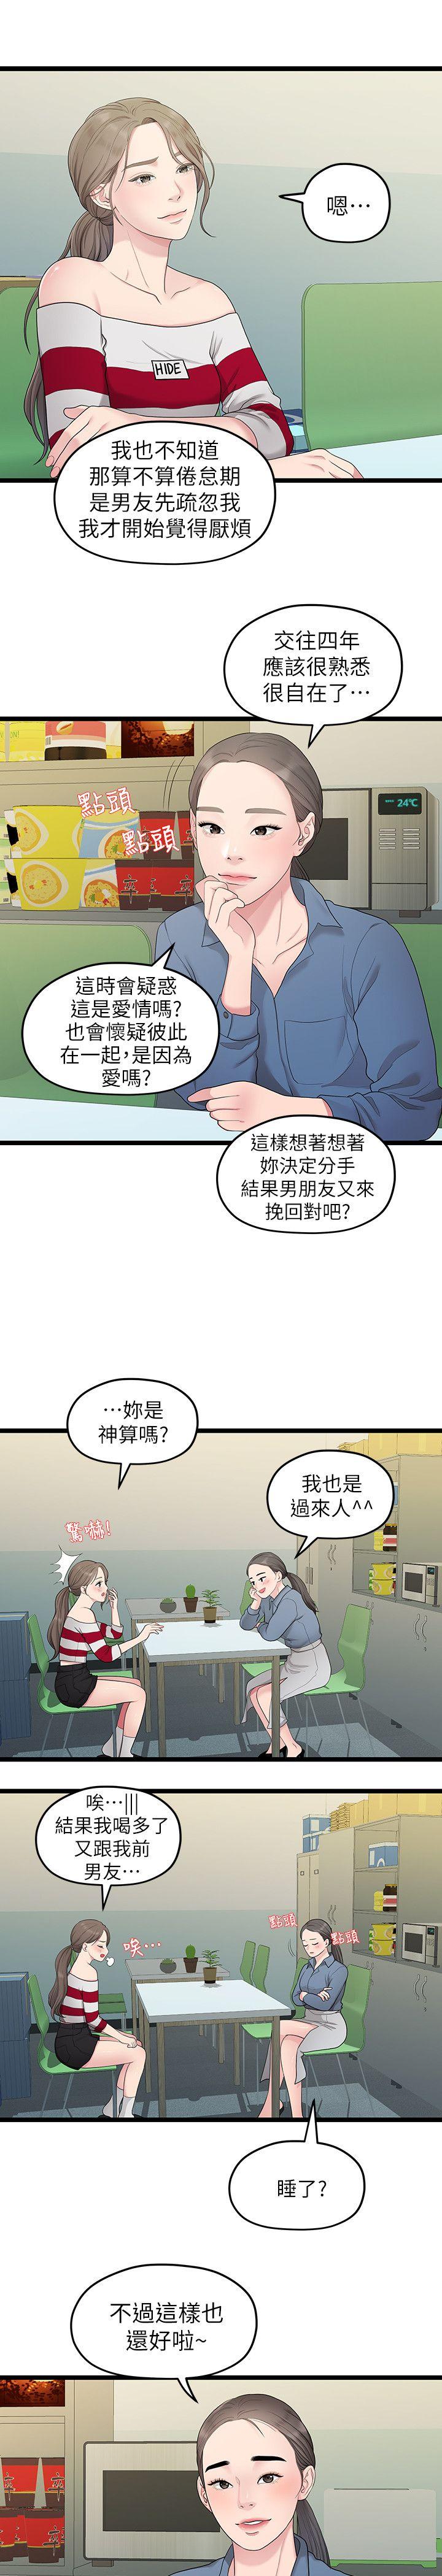 嗯…
HIDE
我也不知道
那算不算倦怠期
是男友先疏忽我
我才開始覺得厭煩
交往四年
應該很熟悉
很自在了…
24℃
點頭
點頭
這時會疑惑
這是愛情嗎?
也會懷疑彼此
在一起,是因為
愛嗎?
這樣想著想著
妳決定分手
結果男朋友又來
挽回對吧?
…妳是
神算嗎?
我也是
過來人^^
驚嚇!
唉…|||
結果我喝多了
又跟我前
男友…
唉…
點頭
點頭
睡了?
不過這樣也
還好啦~